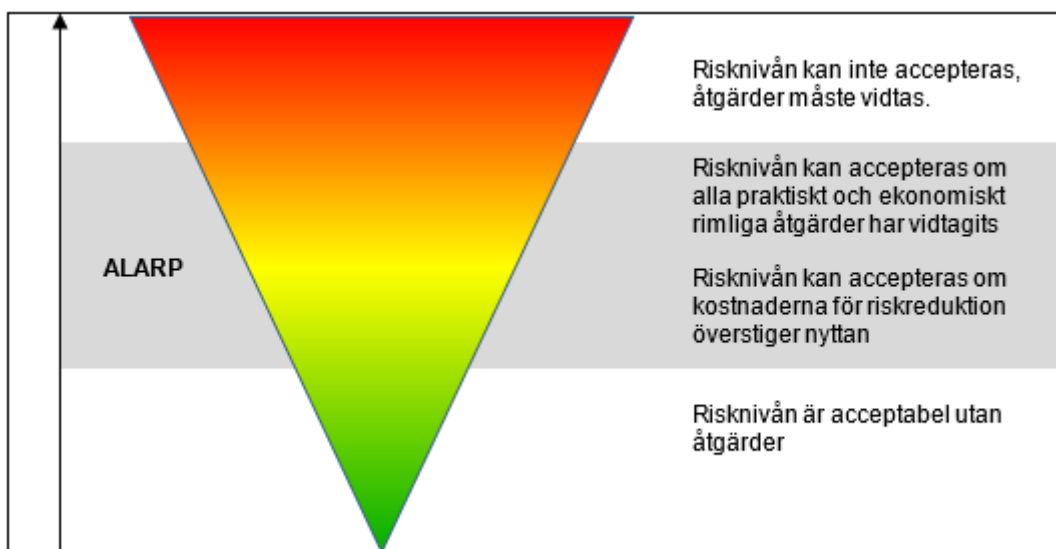 Risknivån kan inte accepteras,
åtgärder måste vidtas.
Risknivån kan accepteras om
alla praktiskt och ekonomiskt
rimliga åtgärder har vidtagits
ALARP
Risknivån kan accepteras om
kostnaderna för riskreduktion
överstiger nyttan
Risknivån är acceptabel utan
åtgärder